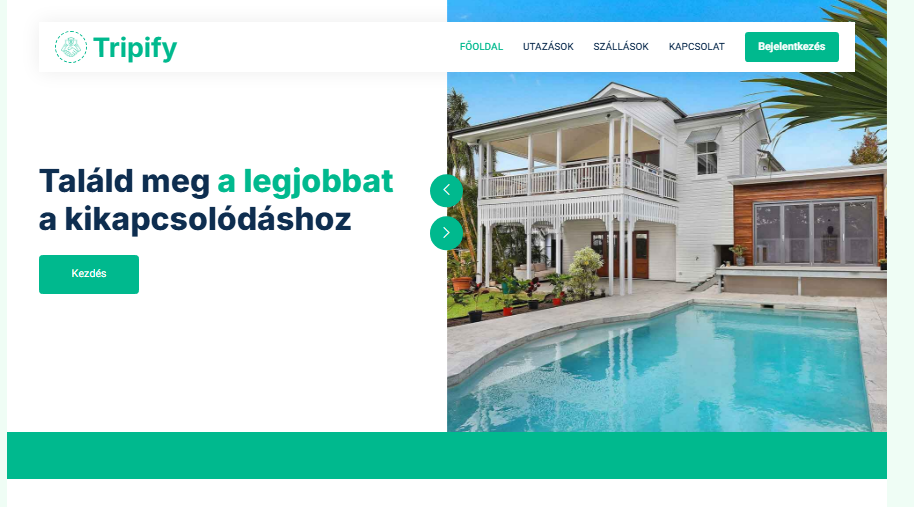 Tripify
FŐOLDAL UTAZÁSOK SZÁLLÁSOK KAPCSOLAT Bejelentkezés
Találd meg a legjobbat
a kikapcsolódáshoz
Kezdés